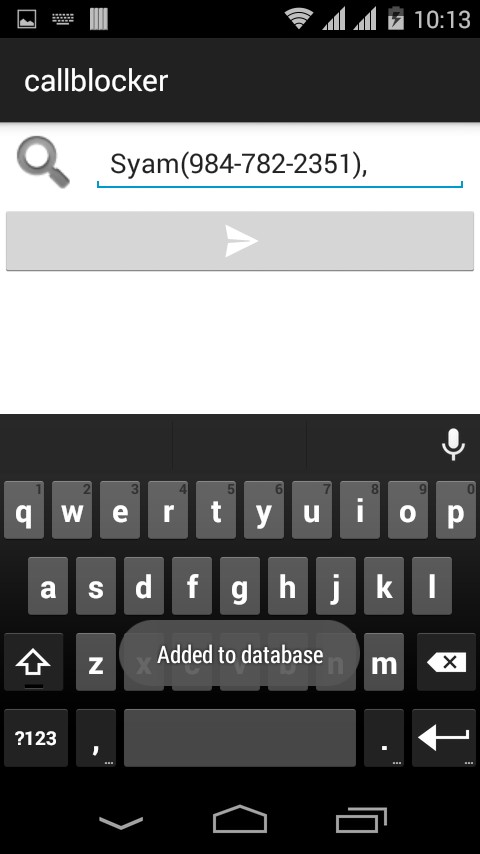 10:13
callblocker
Syam(984-782-2351),
1 2 3 4 5 6 7 8 9 0
q w e r t y u i o p
a s d f g h j k l
z x c v b n m
Added to database
?123 , ... . ... ...